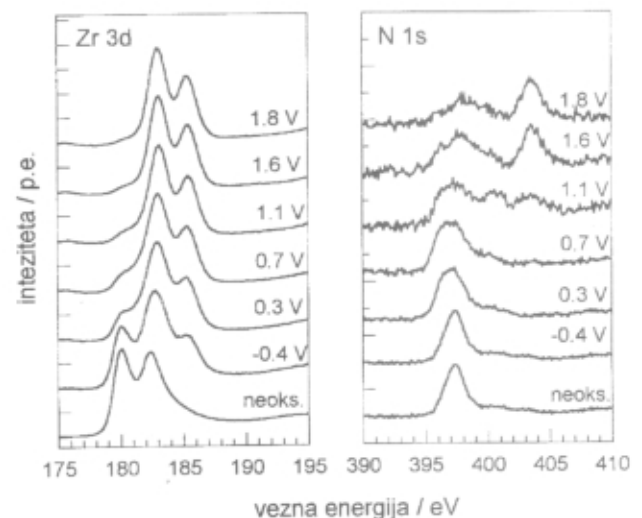 Zr 3d
N 1s
inteziteta / p.e.
1.8 V
1.6 V
1.1 V
0.7 V
0.3 V
-0.4 V
neoks.
1.8 V
1.6 V
1.1 V
0.7 V
0.3 V
-0.4 V
neoks.
175 180 185 190 195
390 395 400 405 410
vezna energija / eV